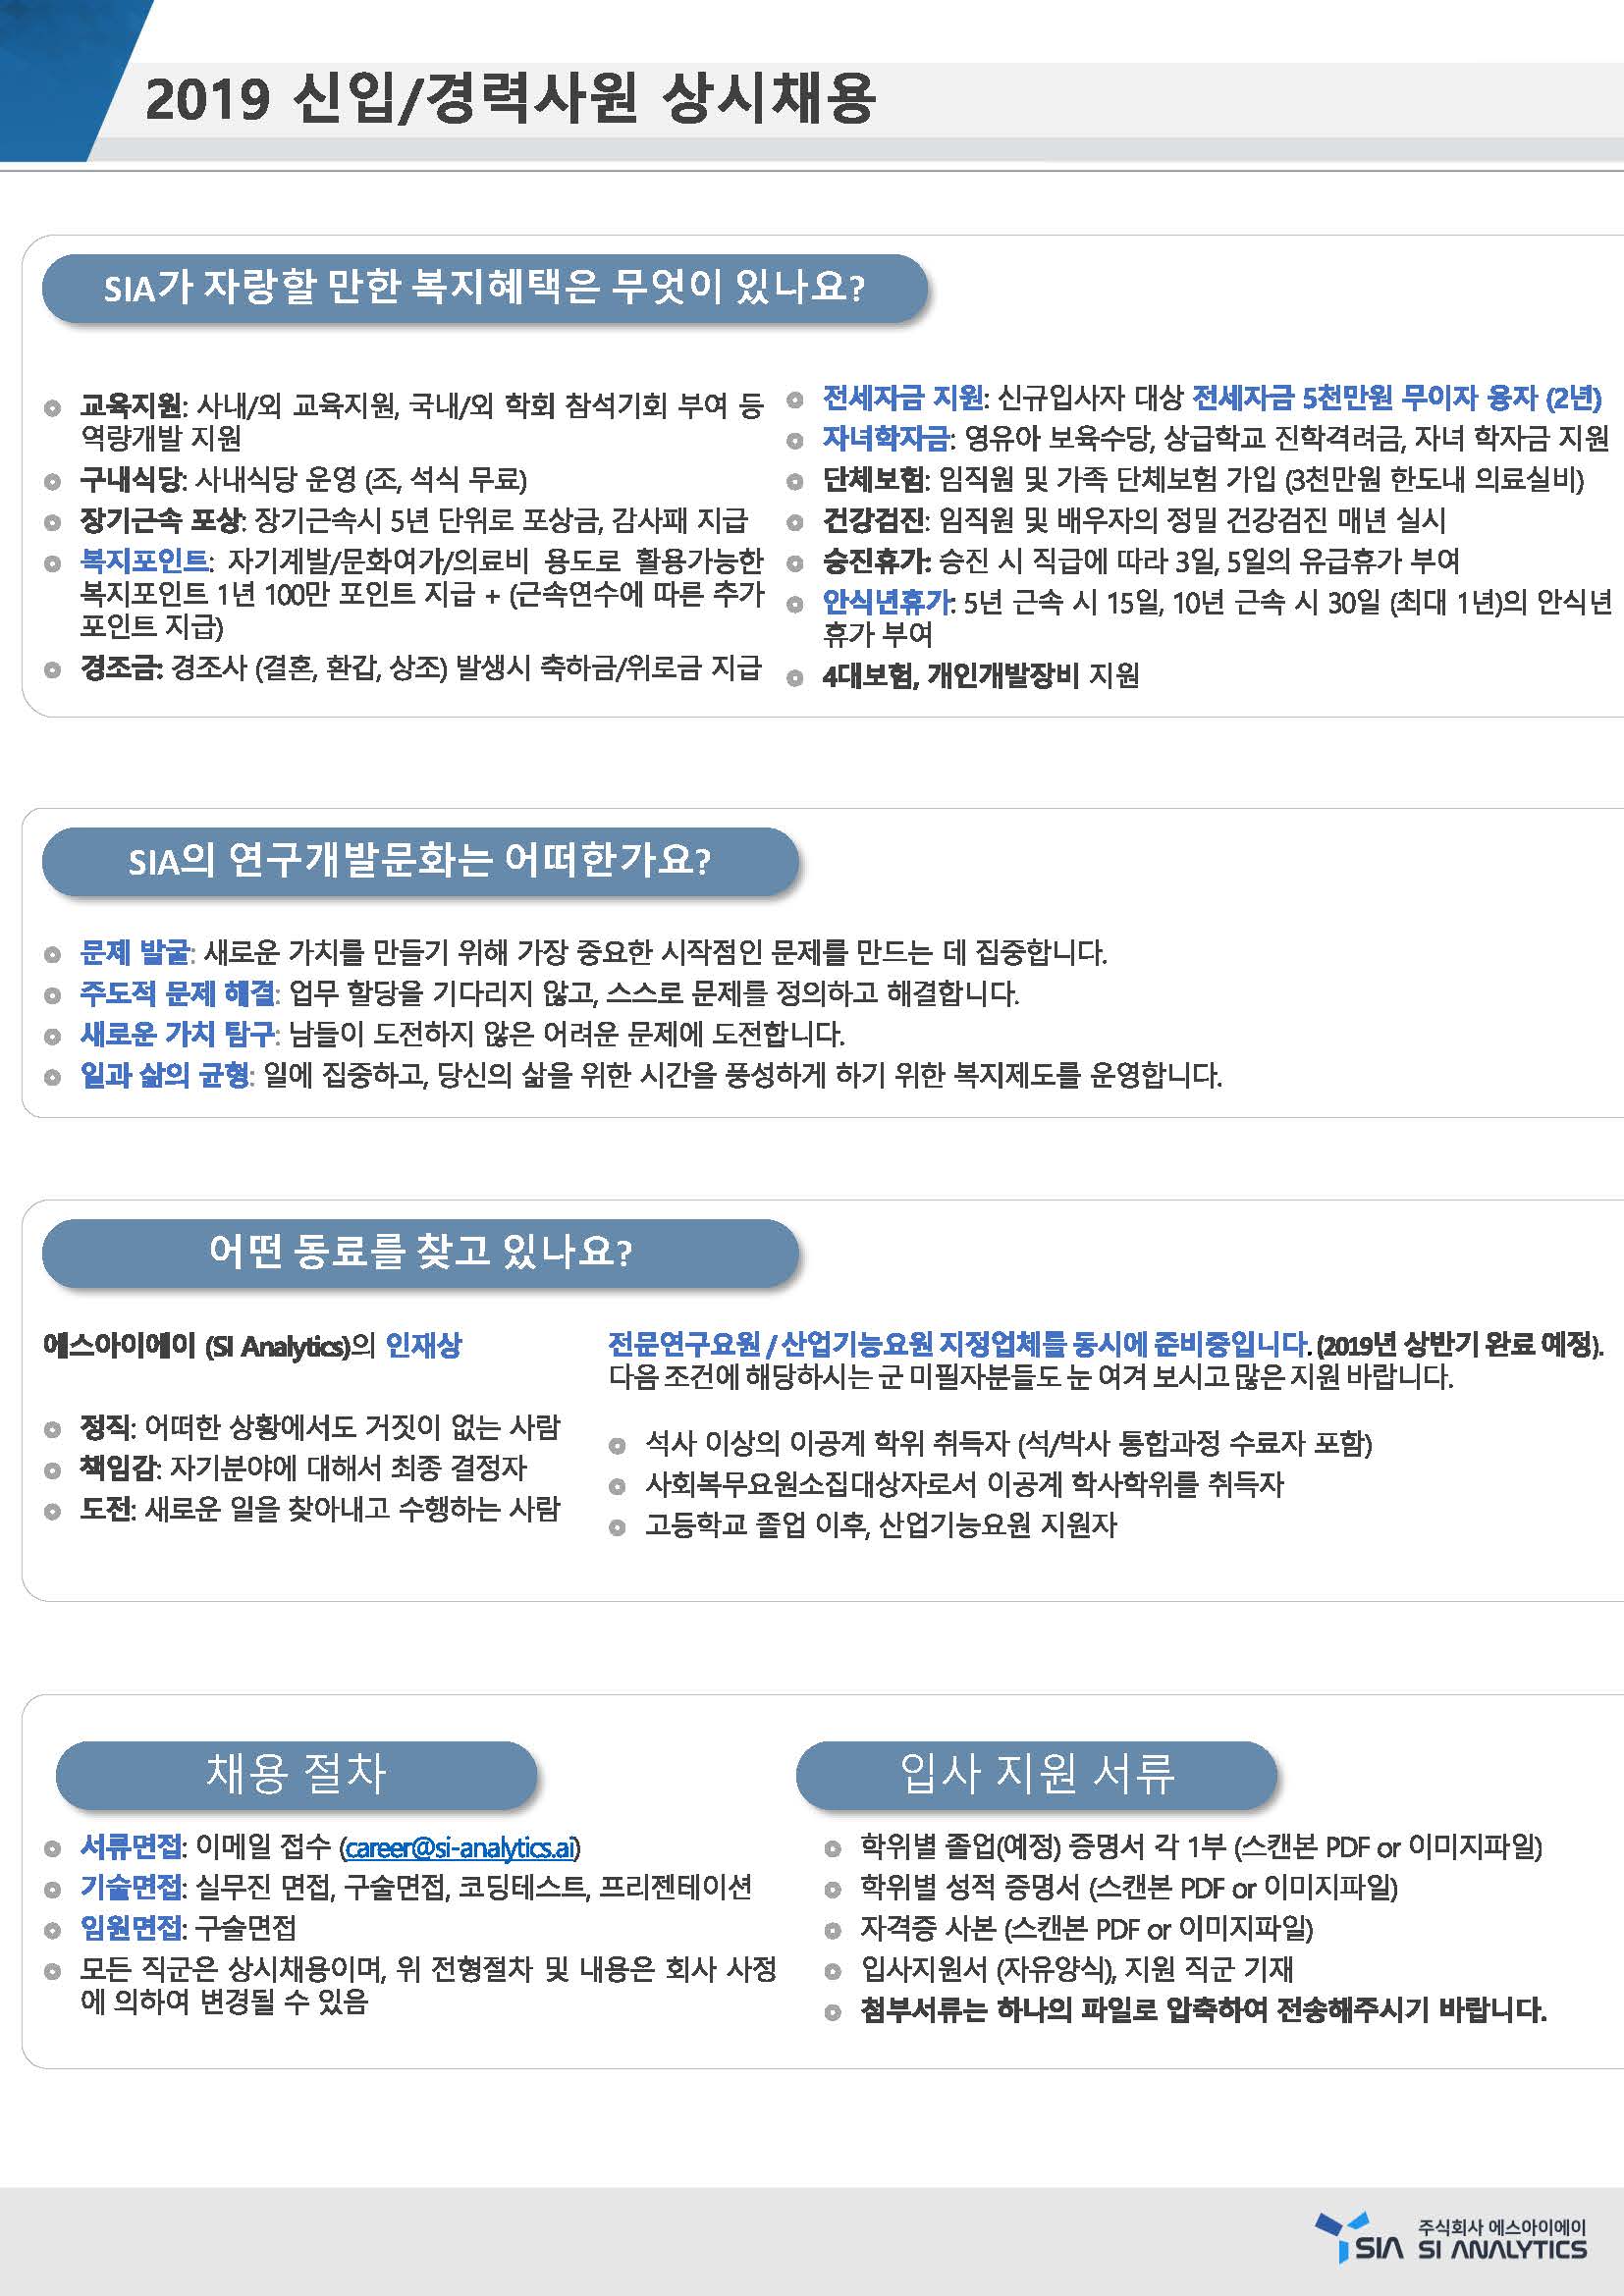 2019 신입/경력사원 상시채용
SIA가 자랑할 만한 복지혜택은 무엇이 있나요?
교육지원: 사내/외 교육지원, 국내/외 학회 참석기회 부여 등
역량개발 지원
구내식당: 사내식당 운영 (조, 석식 무료)
장기근속 포상: 장기근속시 5년 단위로 포상금, 감사패 지급
복지포인트: 자기계발/문화여가/의료비 용도로 활용가능한
복지포인트 1년 100만 포인트 지급 + (근속연수에 따른 추가
포인트 지급)
경조금: 경조사 (결혼, 환갑, 상조) 발생시 축하금/위로금 지급
전세자금 지원: 신규입사자 대상 전세자금 5천만원 무이자 융자 (2년)
자녀학자금: 영유아 보육수당, 상급학교 진학격려금, 자녀 학자금 지원
단체보험: 임직원 및 가족 단체보험 가입 (3천만원 한도내 의료실비)
건강검진: 임직원 및 배우자의 정밀 건강검진 매년 실시
승진휴가: 승진 시 직급에 따라 3일, 5일의 유급휴가 부여
안식년휴가: 5년 근속 시 15일, 10년 근속 시 30일 (최대 1년)의 안식년
휴가 부여
4대보험, 개인개발장비 지원
SIA의 연구개발문화는 어떠한가요?
문제 발굴: 새로운 가치를 만들기 위해 가장 중요한 시작점인 문제를 만드는 데 집중합니다.
주도적 문제 해결: 업무 할당을 기다리지 않고, 스스로 문제를 정의하고 해결합니다.
새로운 가치 탐구: 남들이 도전하지 않은 어려운 문제에 도전합니다.
일과 삶의 균형: 일에 집중하고, 당신의 삶을 위한 시간을 풍성하게 하기 위한 복지제도를 운영합니다.
어떤 동료를 찾고 있나요?
에스아이에이 (SI Analytics)의 인재상
정직: 어떠한 상황에서도 거짓이 없는 사람
책임감: 자기분야에 대해서 최종 결정자
도전: 새로운 일을 찾아내고 수행하는 사람
전문연구요원 / 산업기능요원 지정업체를 동시에 준비중입니다. (2019년 상반기 완료 예정).
다음 조건에 해당하시는 군 미필자분들도 눈 여겨 보시고 많은 지원 바랍니다.
석사 이상의 이공계 학위 취득자 (석/박사 통합과정 수료자 포함)
사회복무요원소집대상자로서 이공계 학사학위를 취득자
고등학교 졸업 이후, 산업기능요원 지원자
채용 절차
서류면접: 이메일 접수 (career@si-analytics.ai)
기술면접: 실무진 면접, 구술면접, 코딩테스트, 프리젠테이션
임원면접: 구술면접
모든 직군은 상시채용이며, 위 전형절차 및 내용은 회사 사정
에 의하여 변경될 수 있음
입사 지원 서류
학위별 졸업(예정) 증명서 각 1부 (스캔본 PDF or 이미지파일)
학위별 성적 증명서 (스캔본 PDF or 이미지파일)
자격증 사본 (스캔본 PDF or 이미지파일)
입사지원서 (자유양식), 지원 직군 기재
첨부서류는 하나의 파일로 압축하여 전송해주시기 바랍니다.
주식회사 에스아이에이
SIA SI ANALYTICS